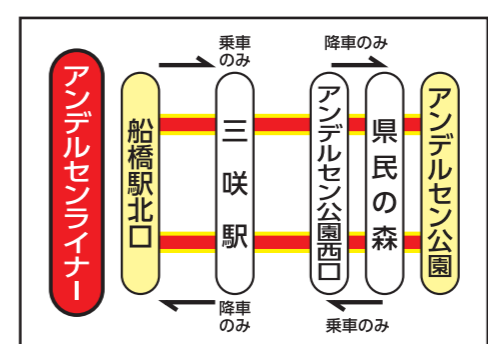 アンデルセンライナー
船橋駅北口
乗車
のみ
三咲駅
降車
のみ
降車のみ
アンデルセン公園西口
県民の森
乗車のみ
アンデルセン公園